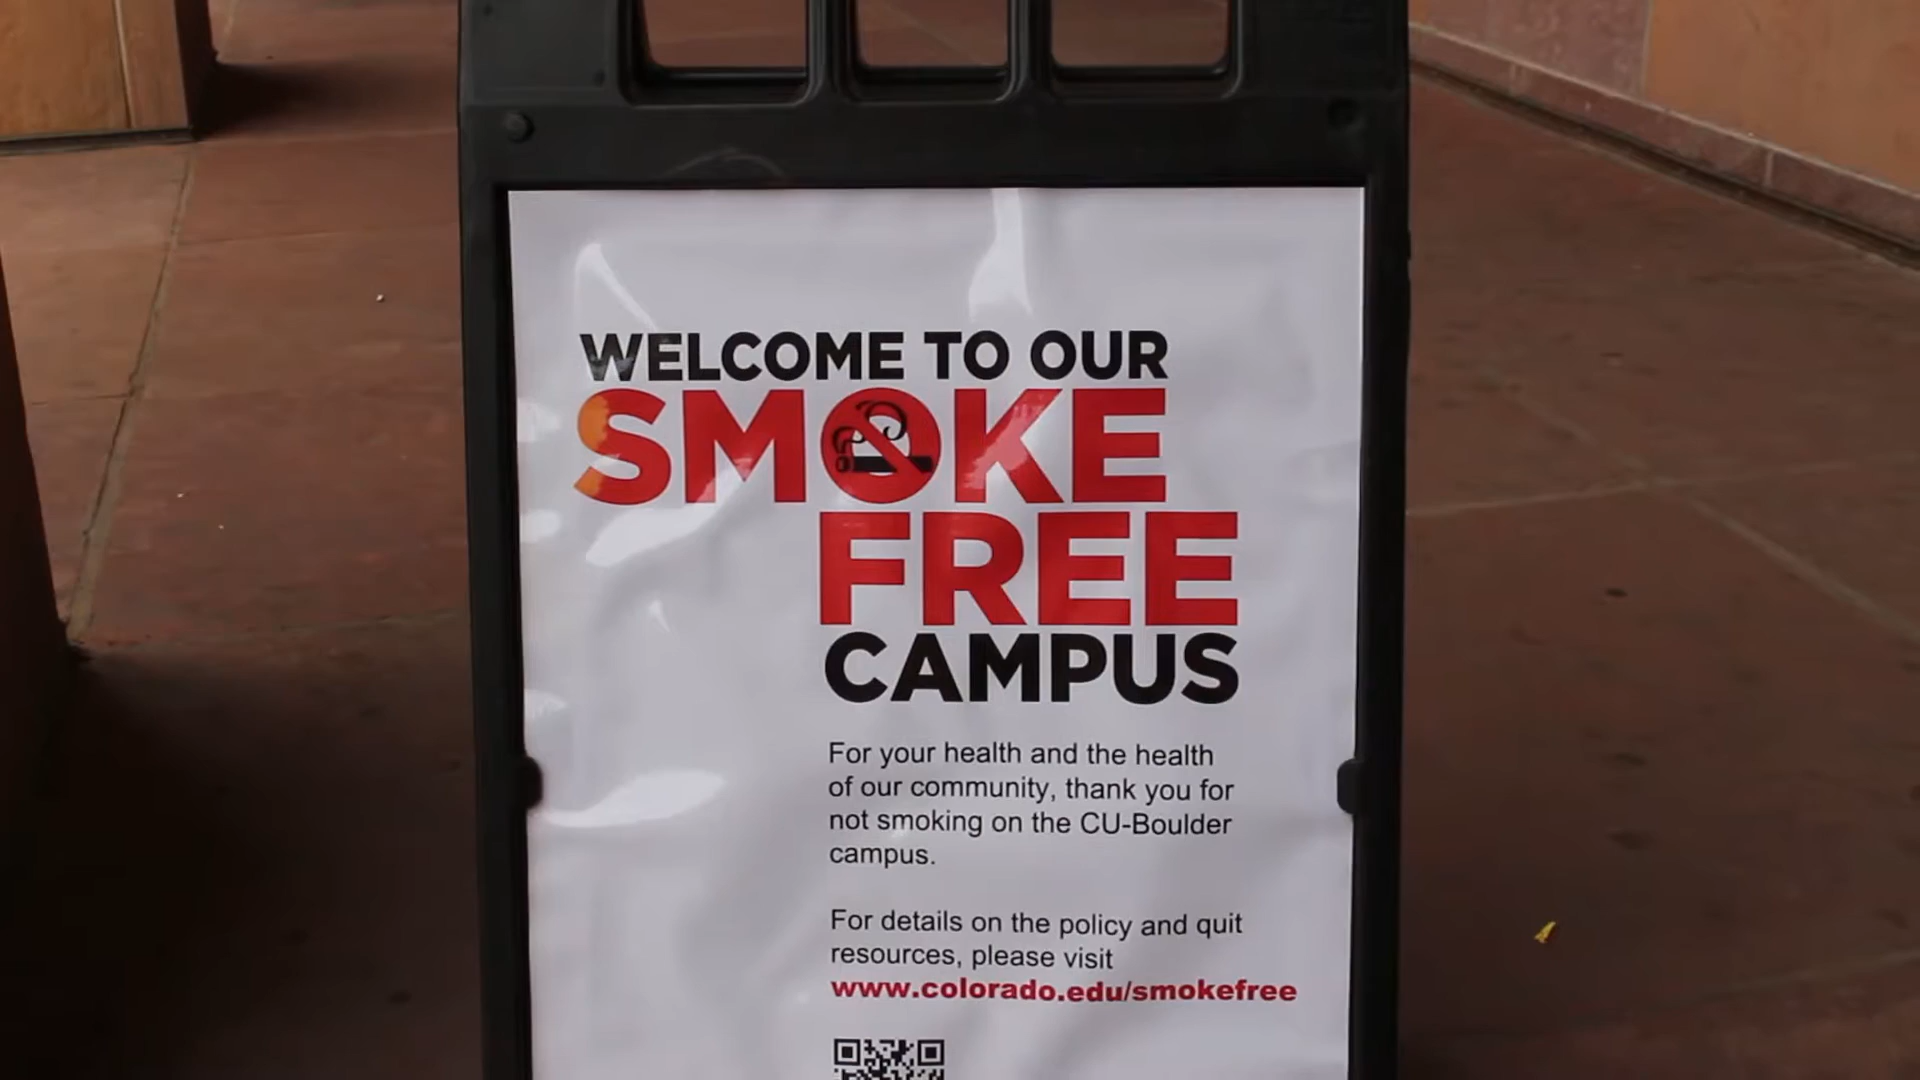 WELCOME TO OUR
SMOKE
FREE
CAMPUS
For your health and the health
of our community, thank you for
not smoking on the CU-Boulder
campus.
For details on the policy and quit
resources, please visit
www.colorado.edu/smokefree